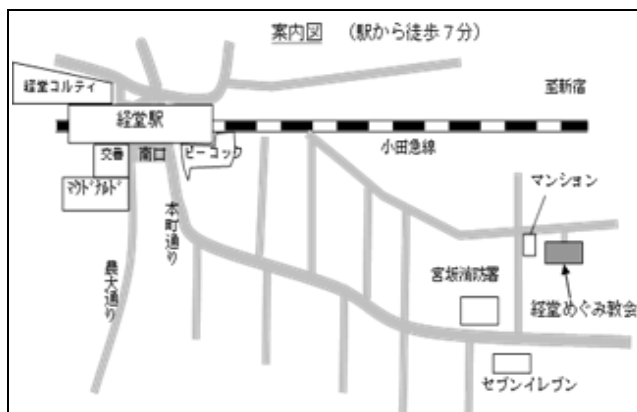 案内図 （駅から徒歩７分）
経堂コルティ
至新宿
経堂駅
交番
南口
ピーコック
小田急線
マクドナルド
マンション
本町通り
農大通り
宮坂消防署
経堂めぐみ教会
セブンイレブン